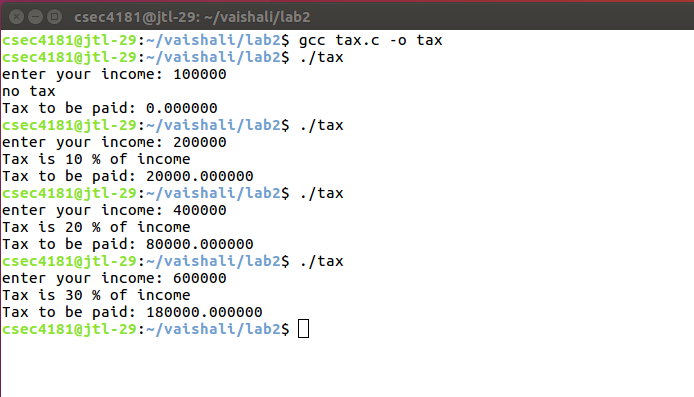 csec4181@jtl-29: ~/vaishali/lab2
csec4181@jtl-29:~/vaishali/lab2$ gcc tax.c -o tax
csec4181@jtl-29:~/vaishali/lab2$ ./tax
enter your income: 100000
no tax
Tax to be paid: 0.000000
csec4181@jtl-29:~/vaishali/lab2$ ./tax
enter your income: 200000
Tax is 10 % of income
Tax to be paid: 20000.000000
csec4181@jtl-29:~/vaishali/lab2$ ./tax
enter your income: 400000
Tax is 20 % of income
Tax to be paid: 80000.000000
csec4181@jtl-29:~/vaishali/lab2$ ./tax
enter your income: 600000
Tax is 30 % of income
Tax to be paid: 180000.000000
csec4181@jtl-29:~/vaishali/lab2$